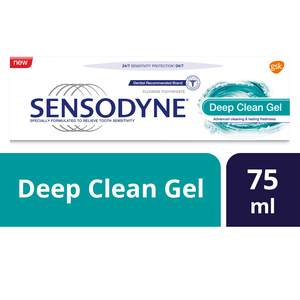 24/7 SENSITIVITY PROTECTION* 24/7
new
Dentist Recommended Brand
FLUORIDE TOOTHPASTE
gsk
SENSODYNE
Deep Clean Gel
SPECIALLY FORMULATED TO RELIEVE TOOTH SENSITIVITY
Advanced cleaning & lasting freshness
Deep Clean Gel
75
ml